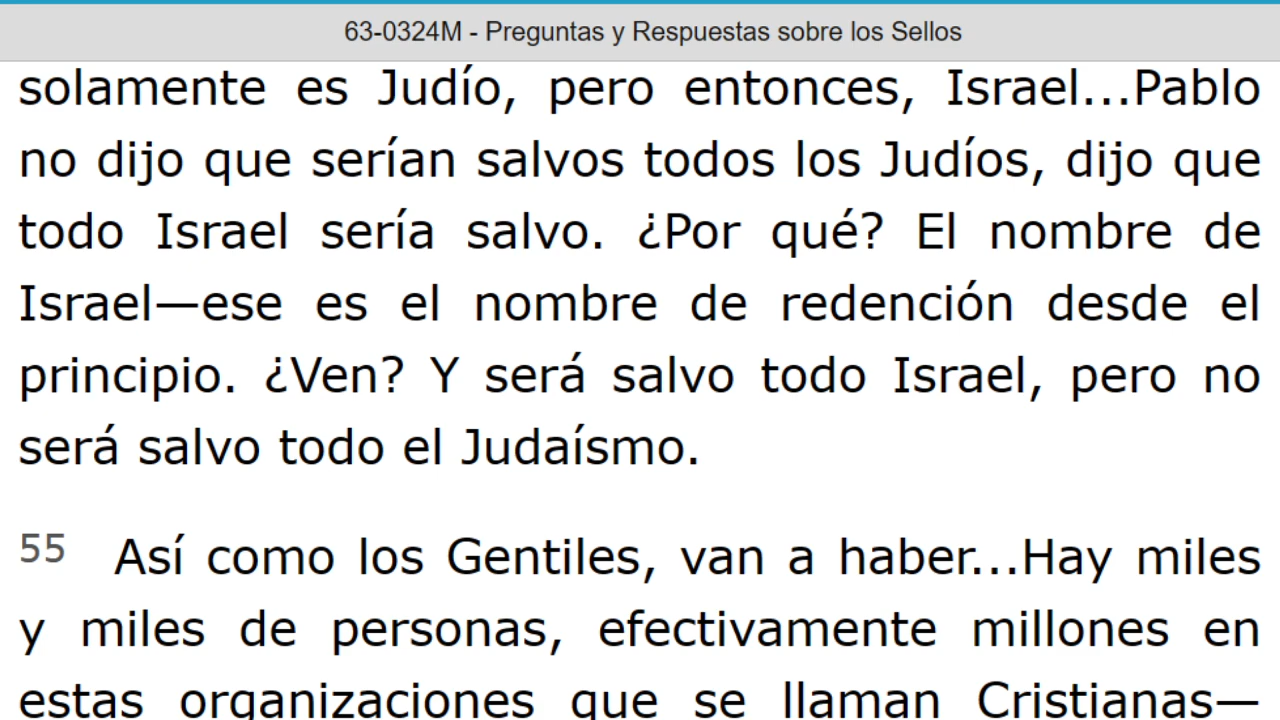 63-0324M - Preguntas y Respuestas sobre los Sellos
solamente es Judío, pero entonces, Israel...Pablo
no dijo que serían salvos todos los Judíos, dijo que
todo Israel sería salvo. ¿Por qué? El nombre de
Israel—ese es el nombre de redención desde el
principio. ¿Ven? Y será salvo todo Israel, pero no
será salvo todo el Judaísmo.
55 Así como los Gentiles, van a haber...Hay miles
y miles de personas, efectivamente millones en
estas organizaciones que se llaman Cristianas—